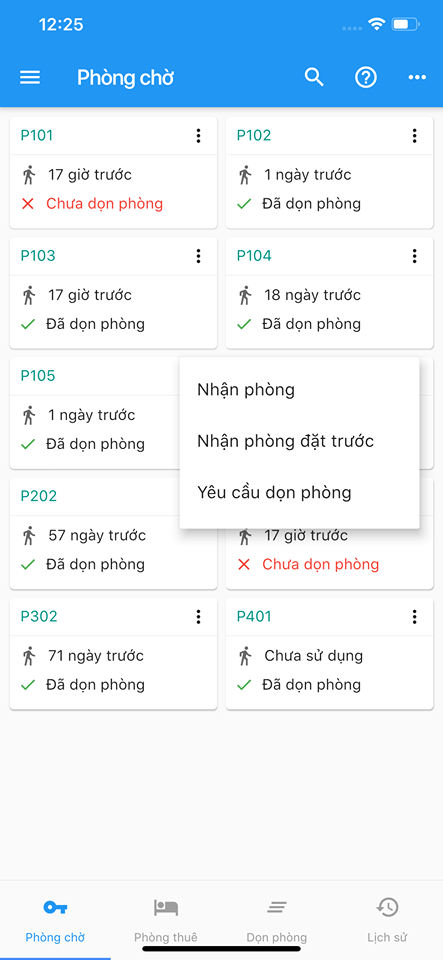 12:25
Phòng chờ
P101
17 giờ trước
Chưa dọn phòng
P102
1 ngày trước
Đã dọn phòng
P103
17 giờ trước
Đã dọn phòng
P104
18 ngày trước
Đã dọn phòng
P105
1 ngày trước
Đã dọn phòng
Nhận phòng
Nhận phòng đặt trước
Yêu cầu dọn phòng
P202
57 ngày trước
Đã dọn phòng
17 giờ trước
Chưa dọn phòng
P302
71 ngày trước
Đã dọn phòng
P401
Chưa sử dụng
Đã dọn phòng
Phòng chờ
Phòng thuê
Dọn phòng
Lịch sử